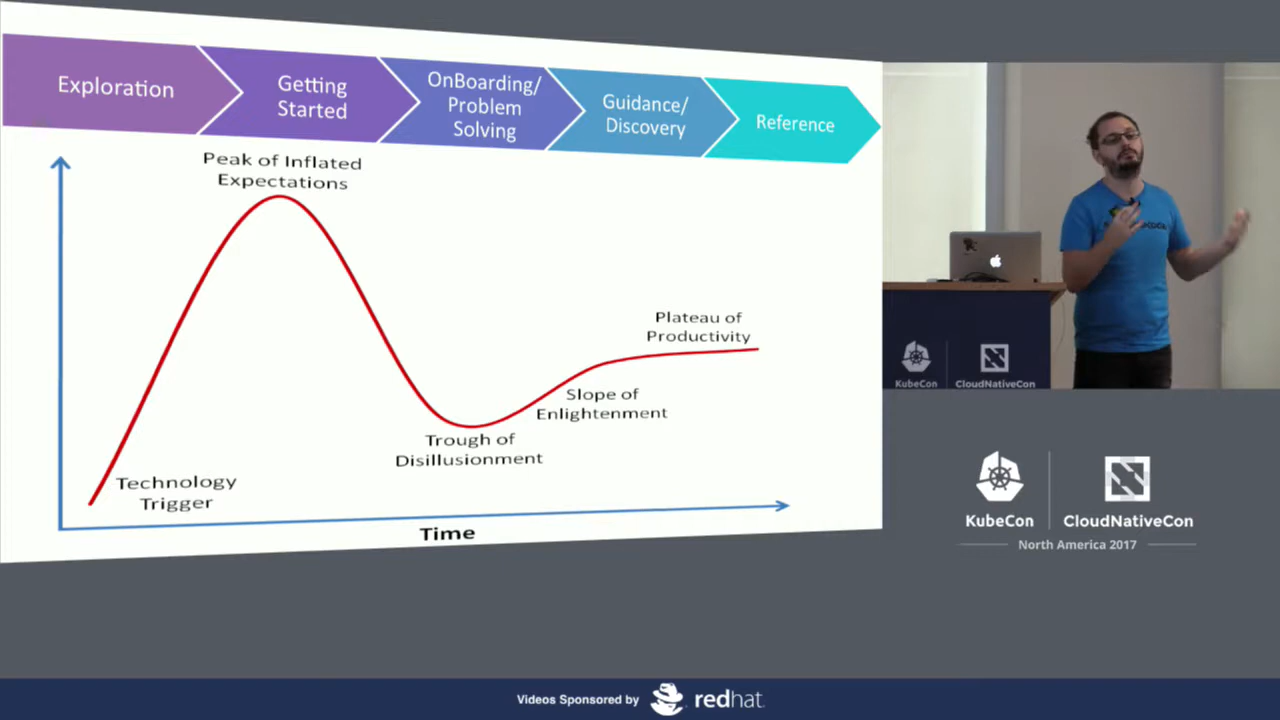 Exploration
Getting
Started
OnBoarding/
Problem
Solving
Guidance/
Discovery
Reference
Peak of Inflated
Expectations
Plateau of
Productivity
Slope of
Enlightenment
Trough of
Disillusionment
Technology
Trigger
Time
KubeCon
CloudNativeCon
KubeCon
CloudNativeCon
North America 2017
Videos Sponsored by
redhat.